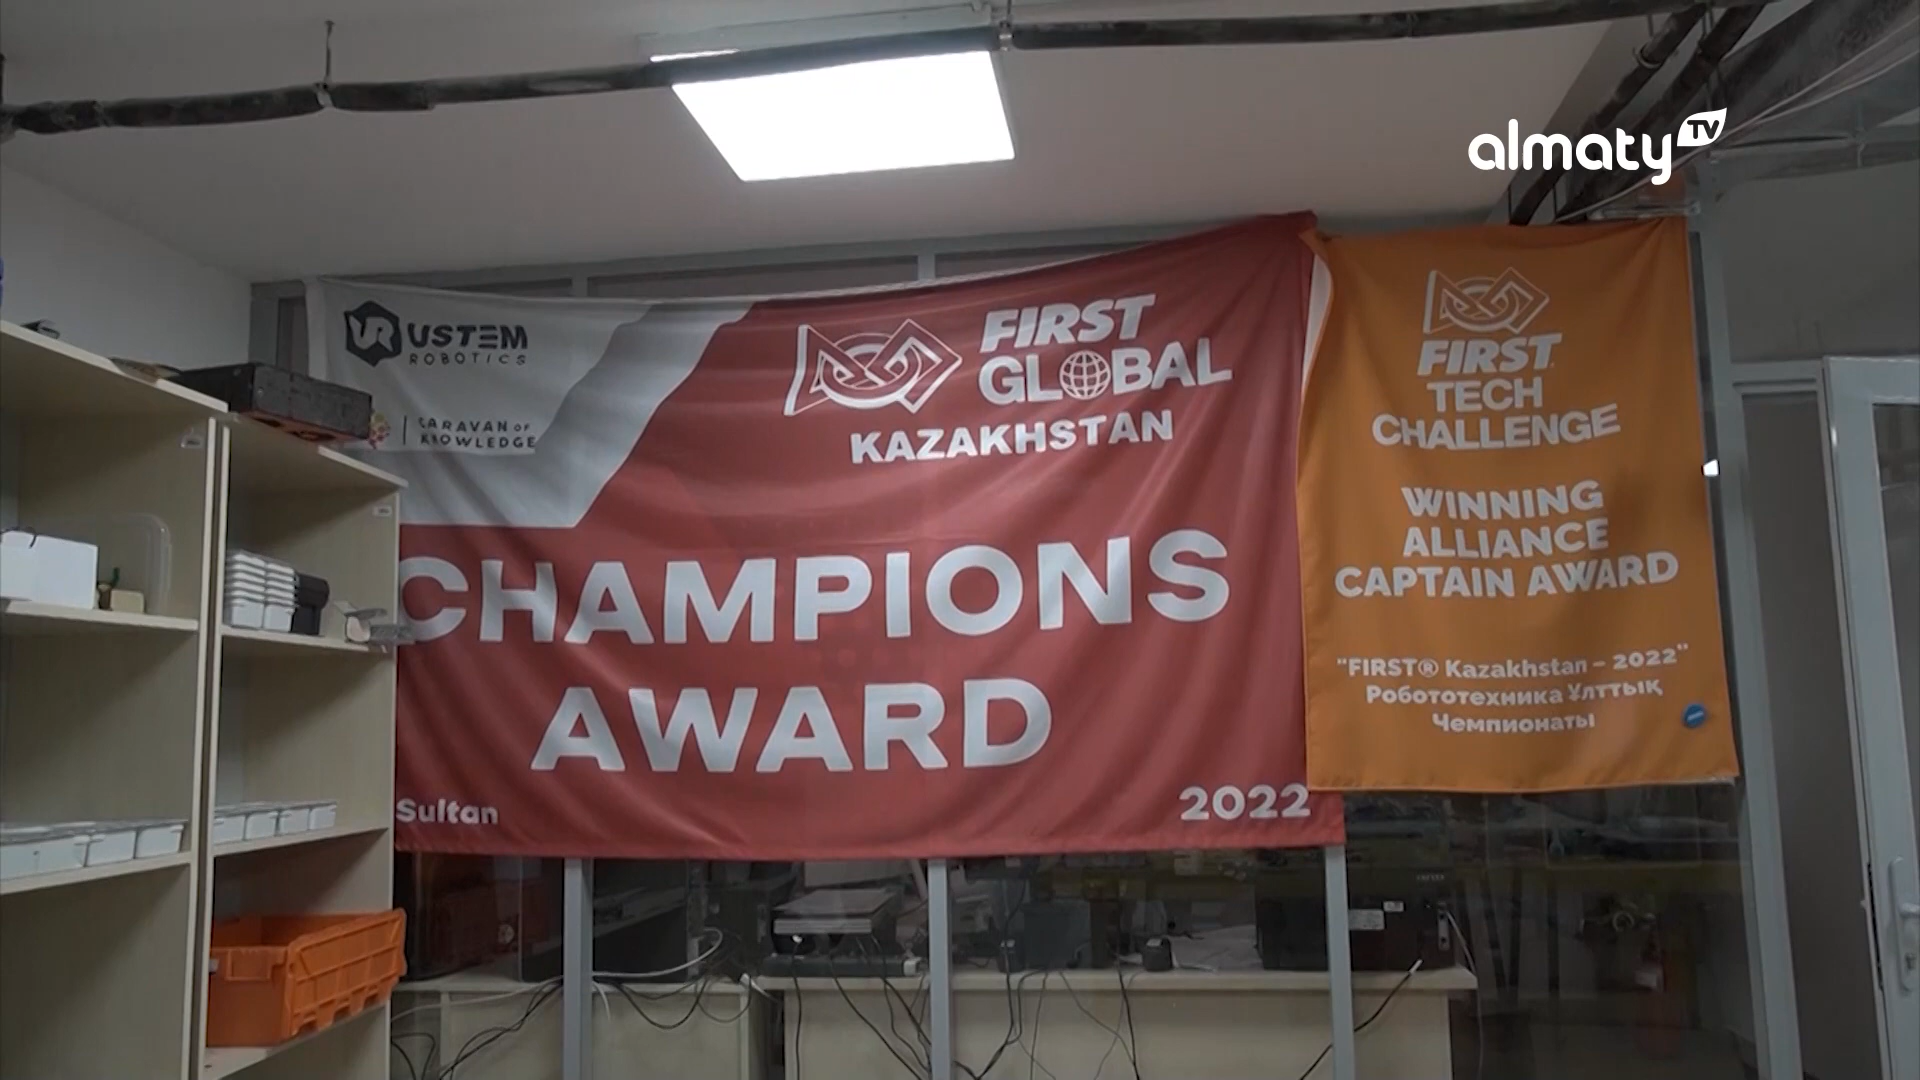 almaty TV
USTEM
ROBOTICS
CARAVAN OF
KNOWLEDGE
FIRST
GLOBAL
KAZAKHSTAN
CHAMPIONS
AWARD
Sultan
2022
FIRST
TECH
CHALLENGE
WINNING
ALLIANCE
CAPTAIN AWARD
"FIRST® Kazakhstan – 2022"
Робототехника Ұлттық
Чемпионаты